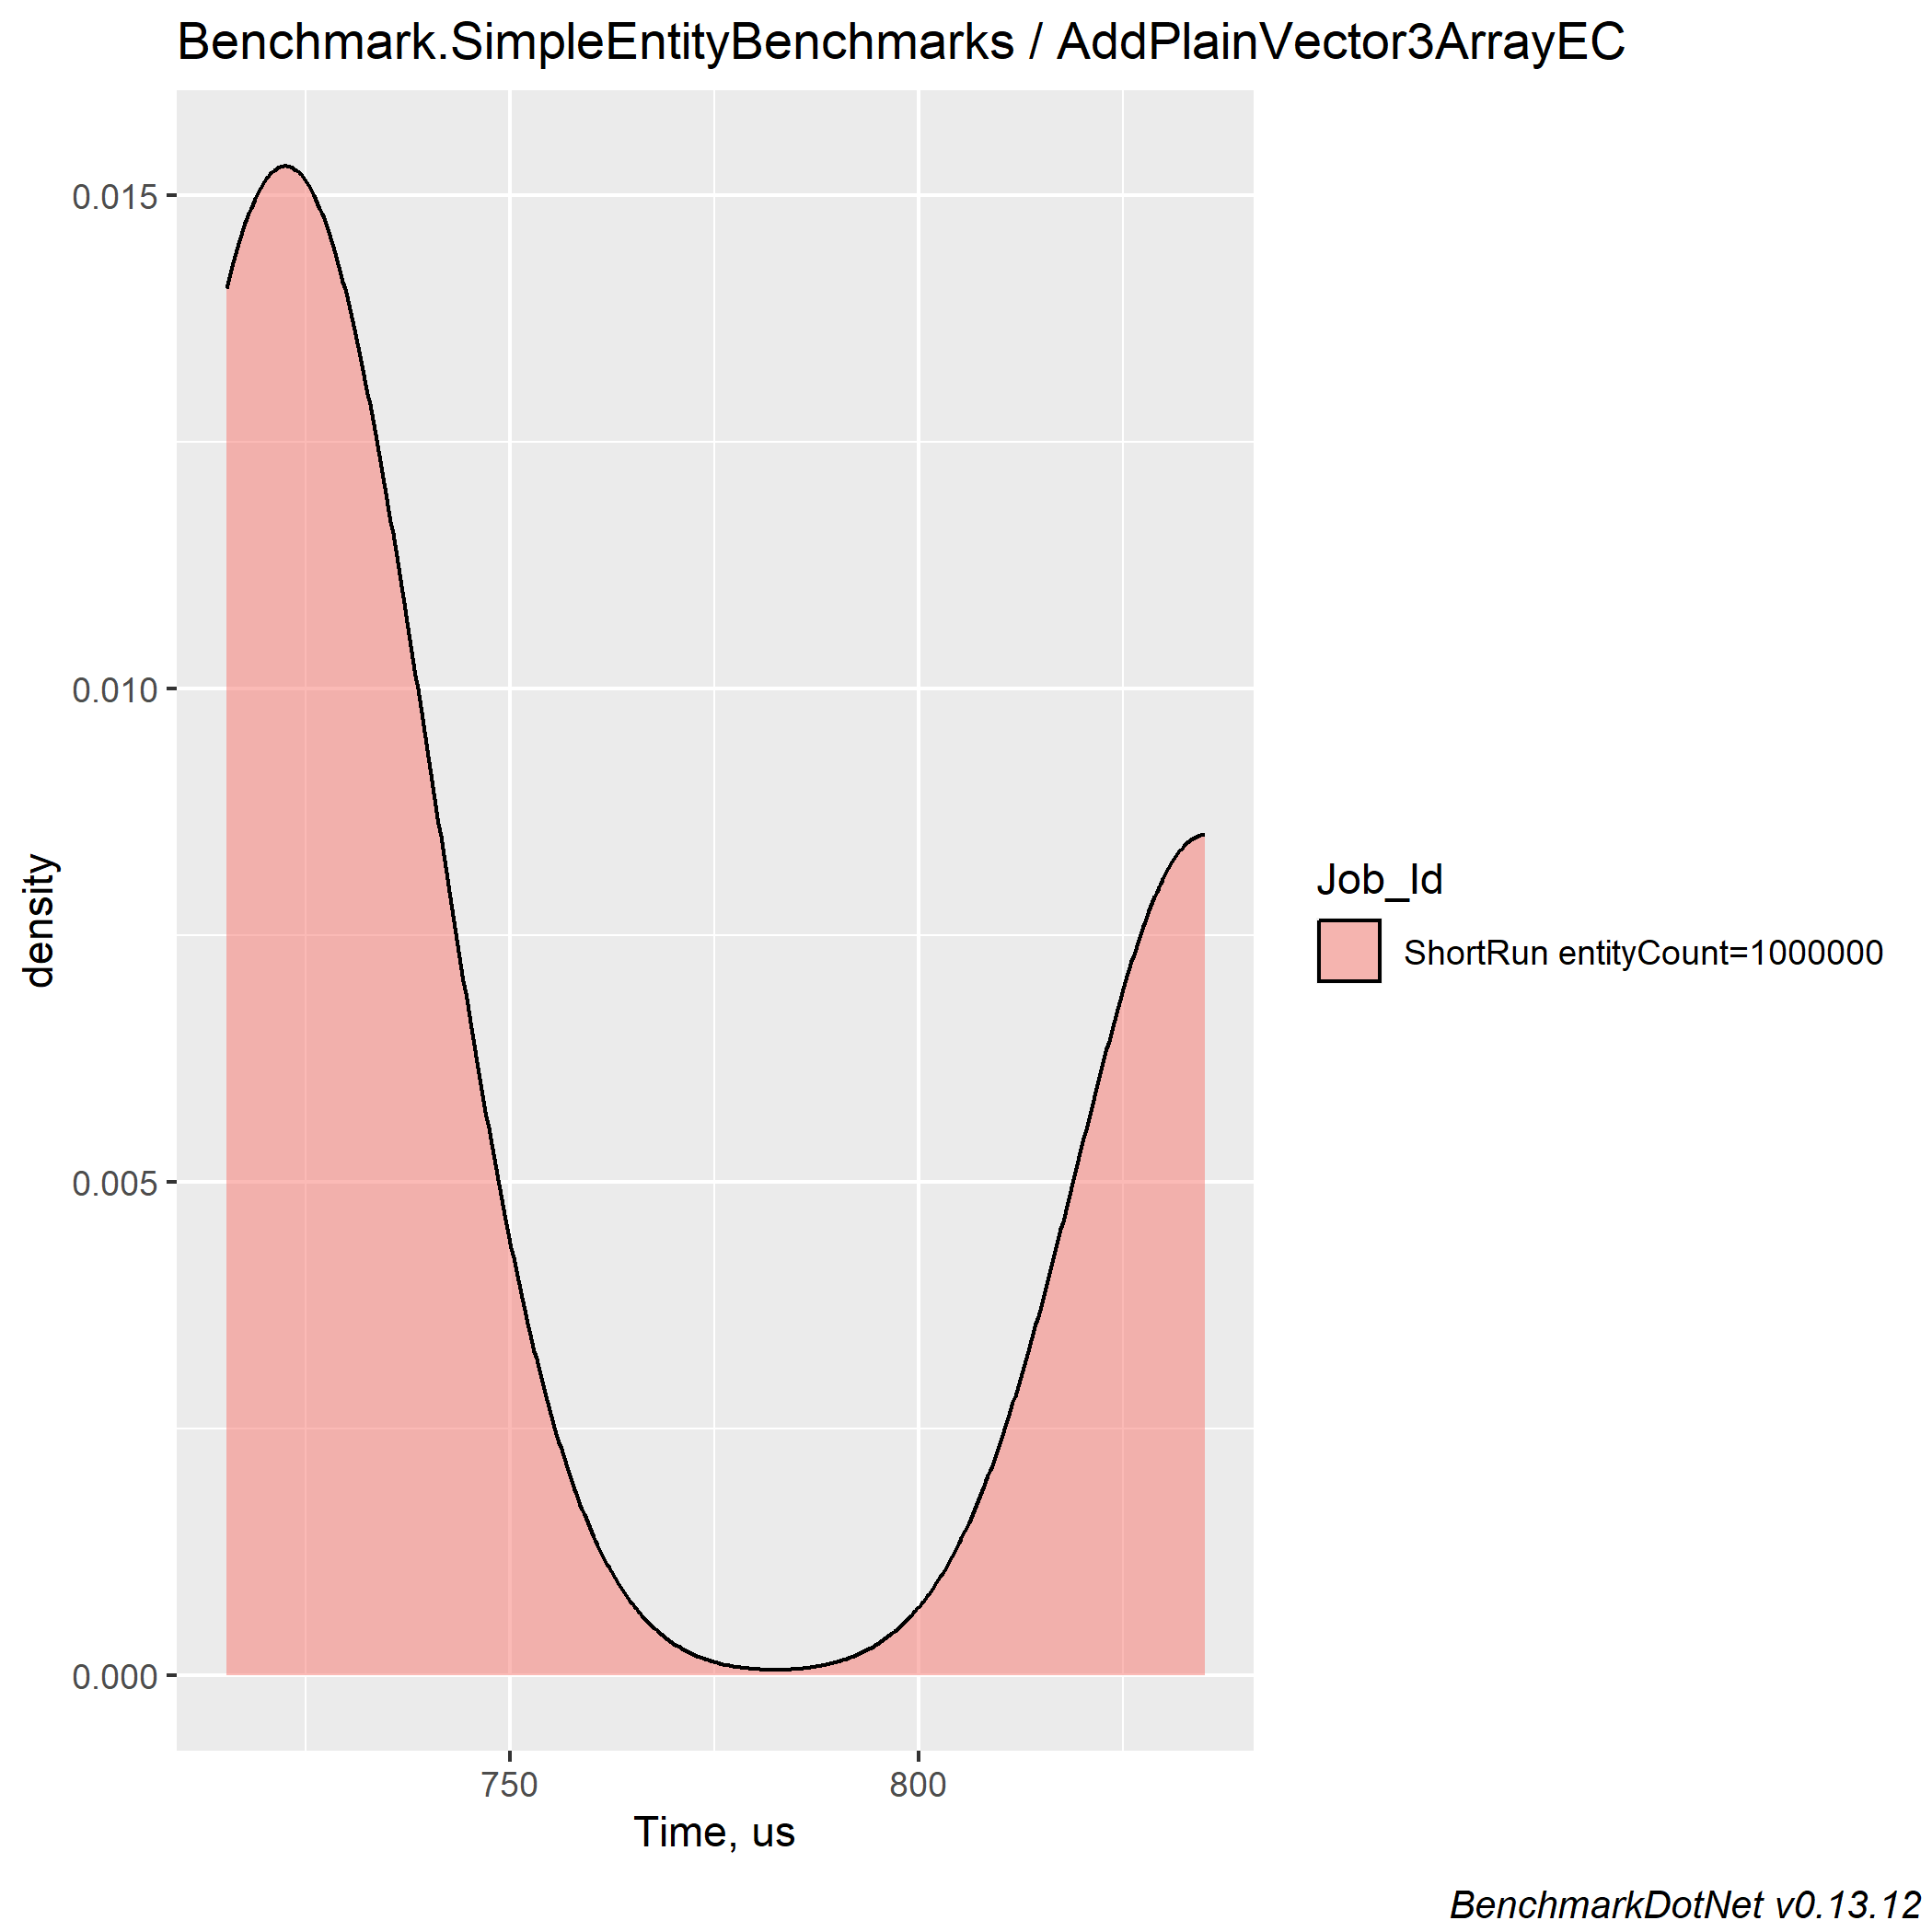 Benchmark.SimpleEntityBenchmarks / AddPlainVector3ArrayEC
0.015
0.010
0.005
0.000
density
750
800
Time, us
Job_Id
ShortRun entityCount=1000000
BenchmarkDotNet v0.13.12